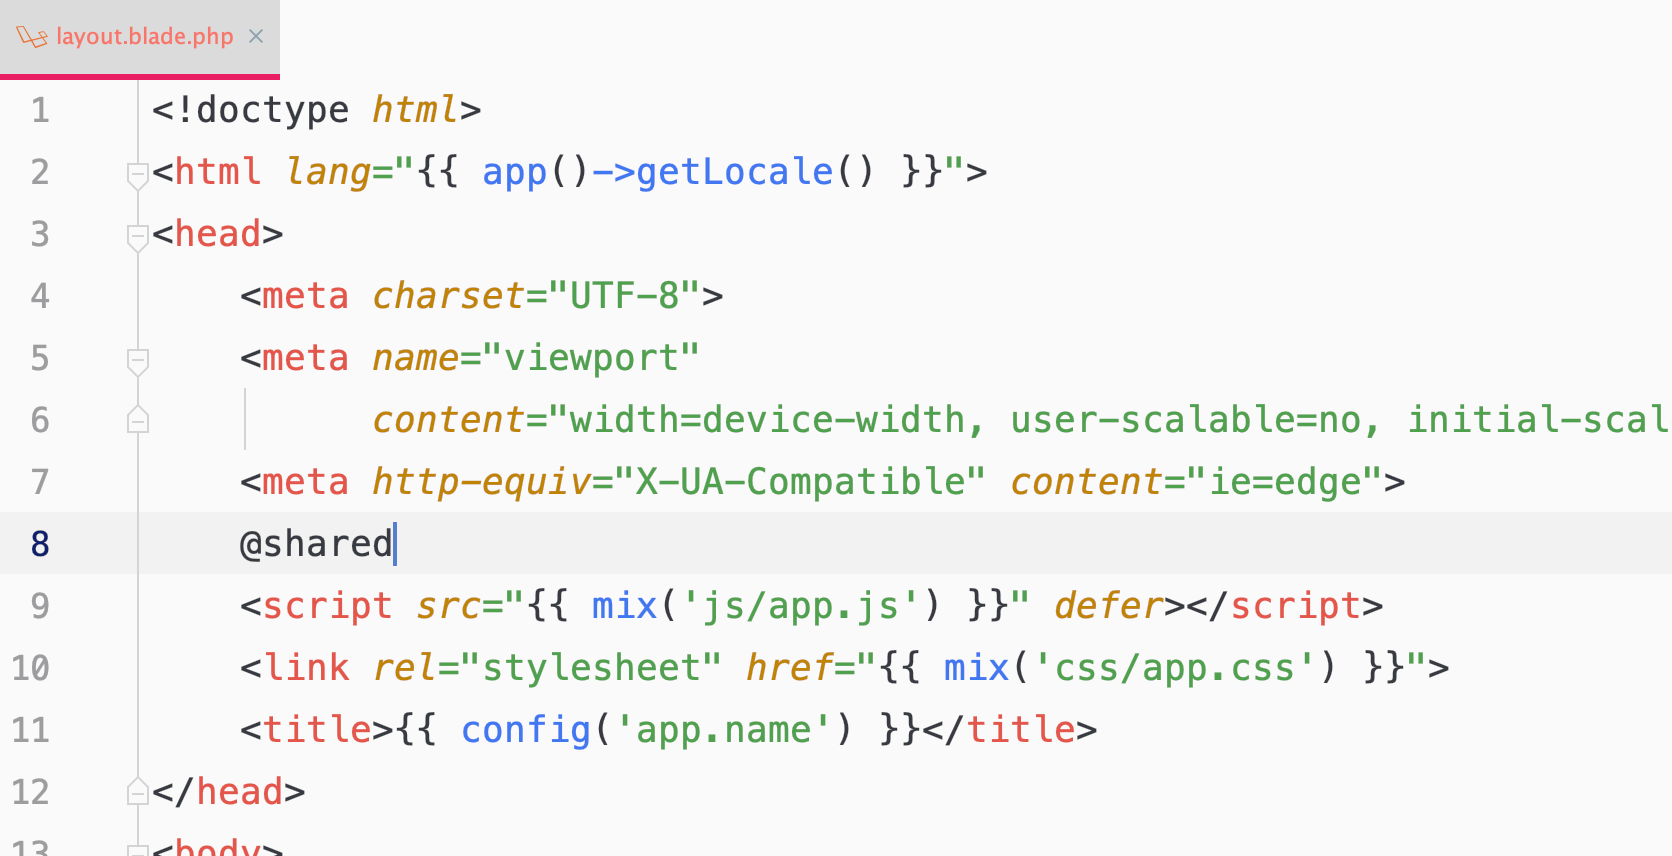 layout.blade.php ×
1 <!doctype html>
2 <html lang="{{ app()->getLocale() }}">
3 <head>
4 <meta charset="UTF-8">
5 <meta name="viewport"
6 content="width=device-width, user-scalable=no, initial-scal
7 <meta http-equiv="X-UA-Compatible" content="ie=edge">
8 @shared
9 <script src="{{ mix('js/app.js') }}" defer></script>
10 <link rel="stylesheet" href="{{ mix('css/app.css') }}">
11 <title>{{ config('app.name') }}</title>
12 </head>
13 <body>